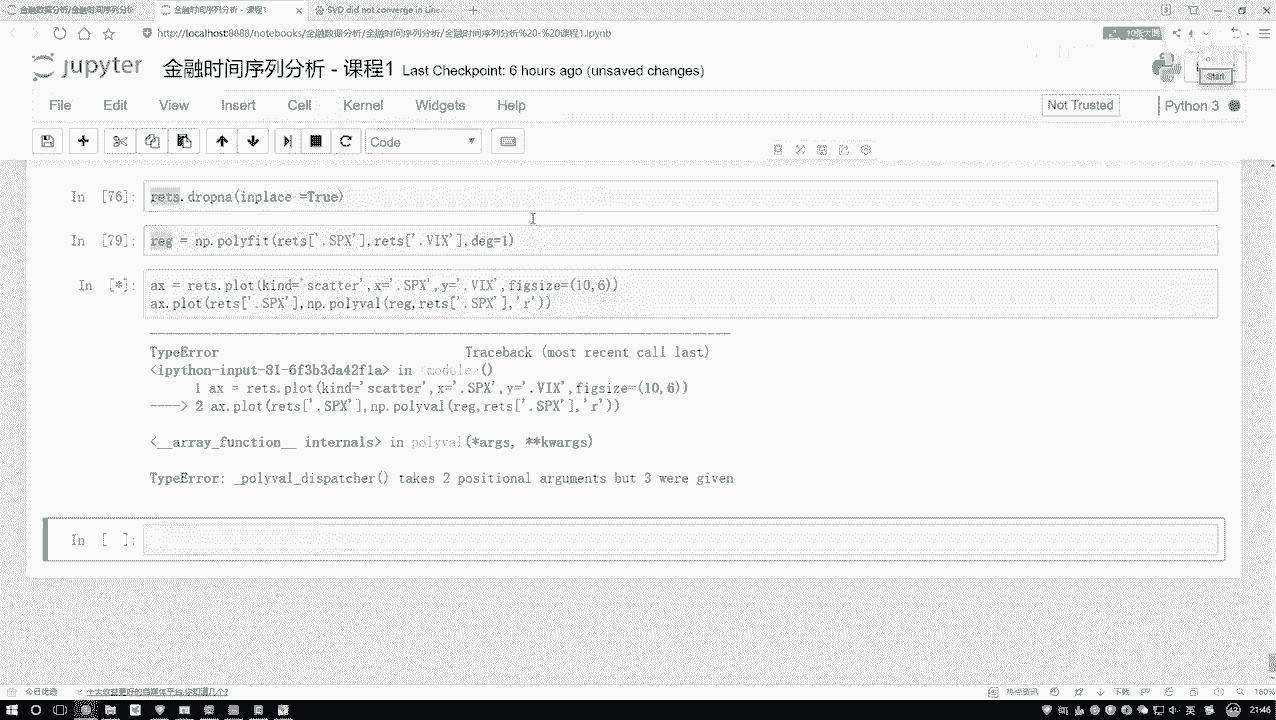 金融数据分析/金融时间序列分析
金融时间序列分析 - 课程1
SVD did not converge in Line
http://localhost:8888/notebooks/金融数据分析/金融时间序列分析/金融时间序列分析%20-%20课程1.ipynb
jupyter 金融时间序列分析 - 课程1 Last Checkpoint: 6 hours ago (unsaved changes)
Start
File Edit View Insert Cell Kernel Widgets Help Not Trusted Python 3
Code
In [76]: rets.dropna(inplace =True)
In [79]: reg = np.polyfit(rets['.SPX'],rets['.VIX'],deg=1)
In [*]: ax = rets.plot(kind='scatter',x='.SPX',y='.VIX',figsize=(10,6))
ax.plot(rets['.SPX'],np.polyval(reg,rets['.SPX'],'r'))
TypeError Traceback (most recent call last)
<ipython-input-81-6f3b3da42f1a> in <module>()
1 ax = rets.plot(kind='scatter',x='.SPX',y='.VIX',figsize=(10,6))
----> 2 ax.plot(rets['.SPX'],np.polyval(reg,rets['.SPX'],'r'))
<__array_function__ internals> in polyval(*args, **kwargs)
TypeError: _polyval_dispatcher() takes 2 positional arguments but 3 were given
In [ ]:
今日优选 十大效益更好的自媒体平台,你知道几个?
热点资讯 下载 160%
英 21:46